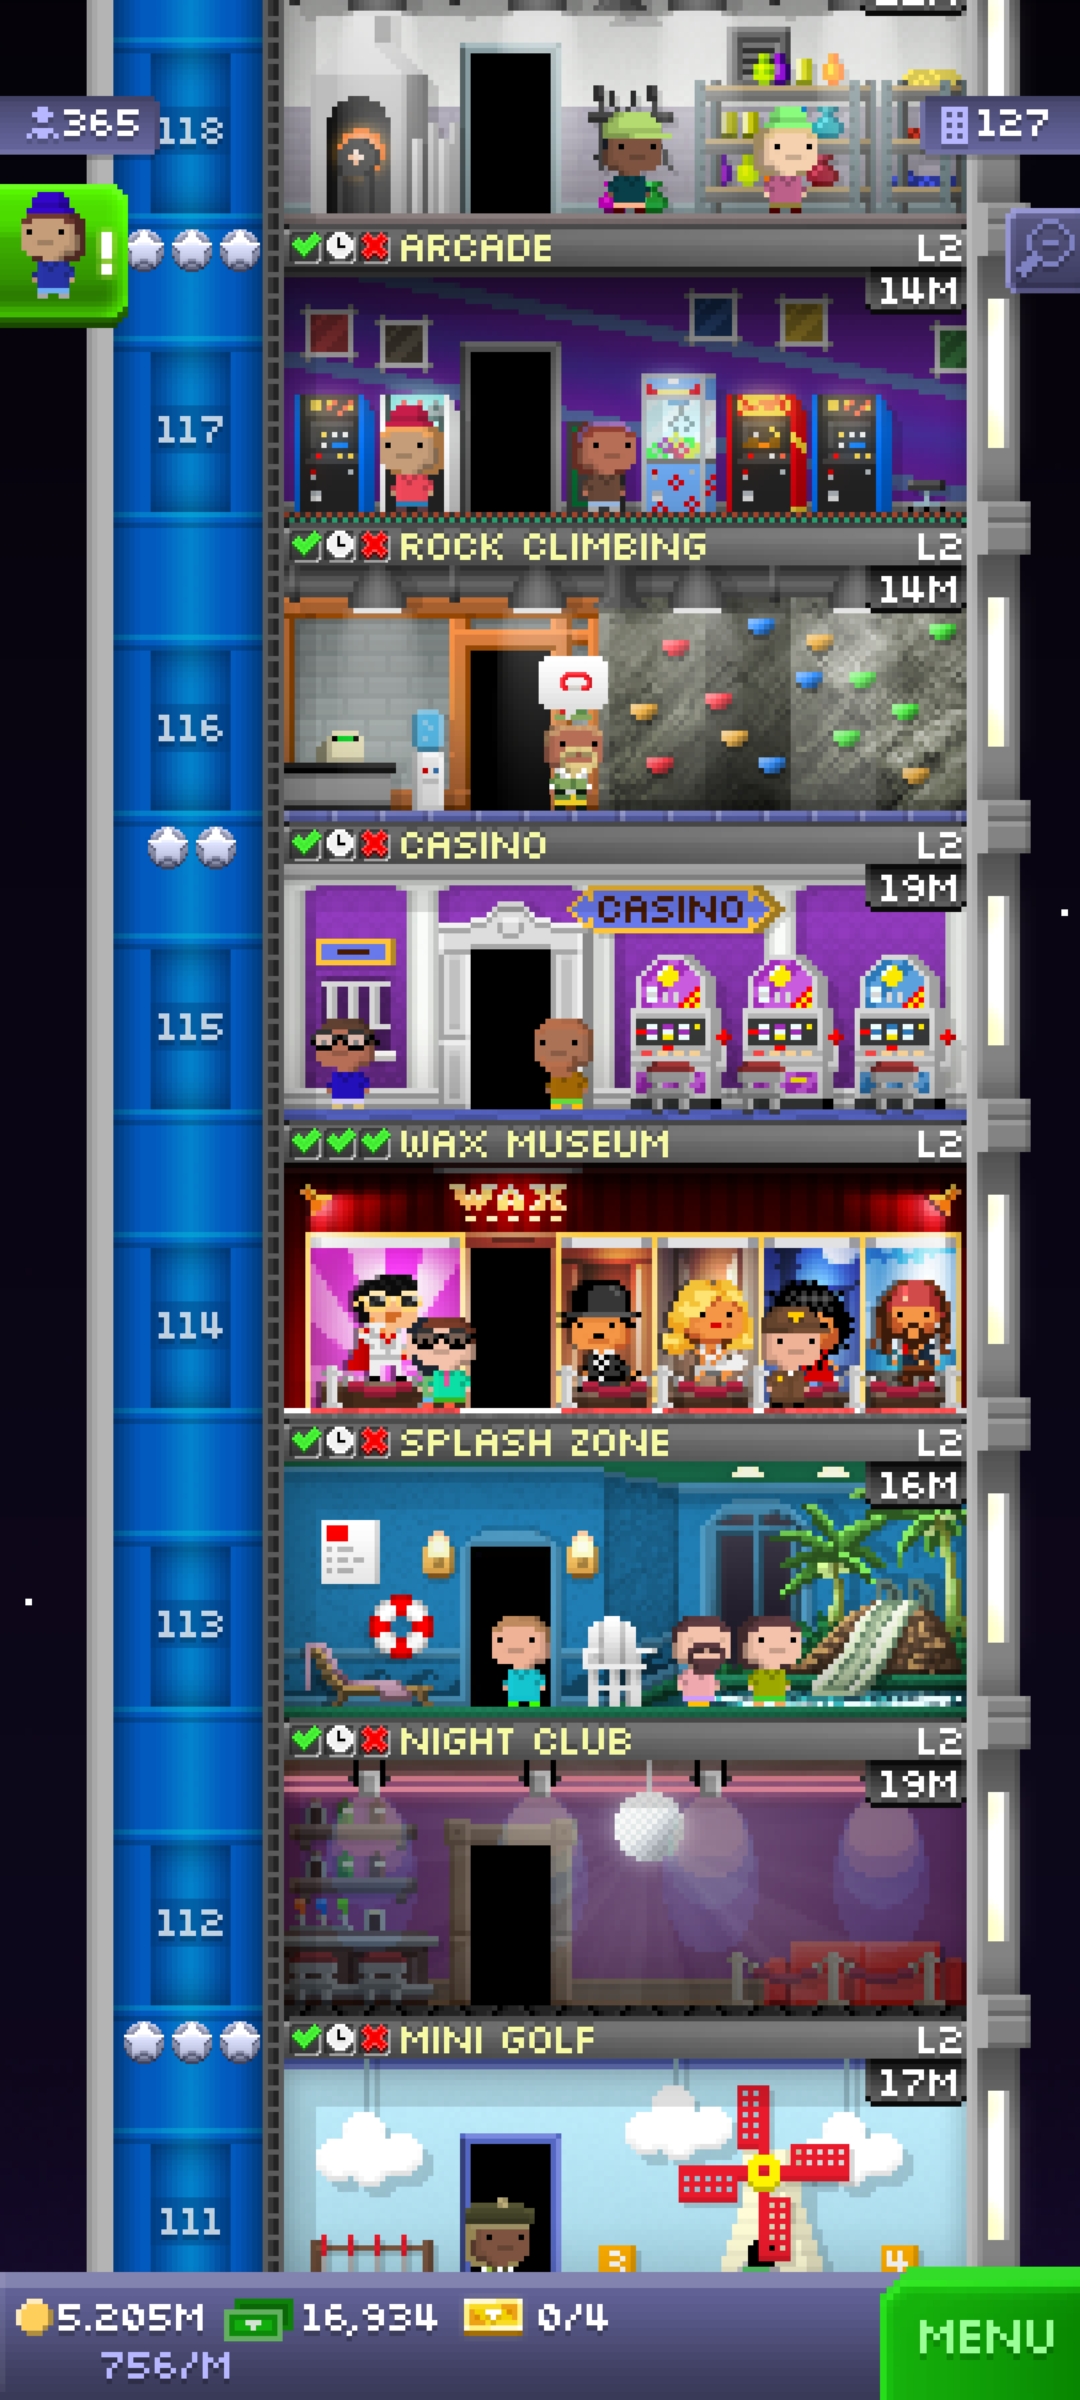 365
118
127
!
ARCADE L2
14M
117
ROCK CLIMBING L2
14M
116
CASINO L2
19M
CASINO
115
WAX MUSEUM L2
WAX
114
SPLASH ZONE L2
16M
113
NIGHT CLUB L2
19M
112
MINI GOLF L2
17M
111
3 4
5.205M 16,934 0/4
756/M
MENU